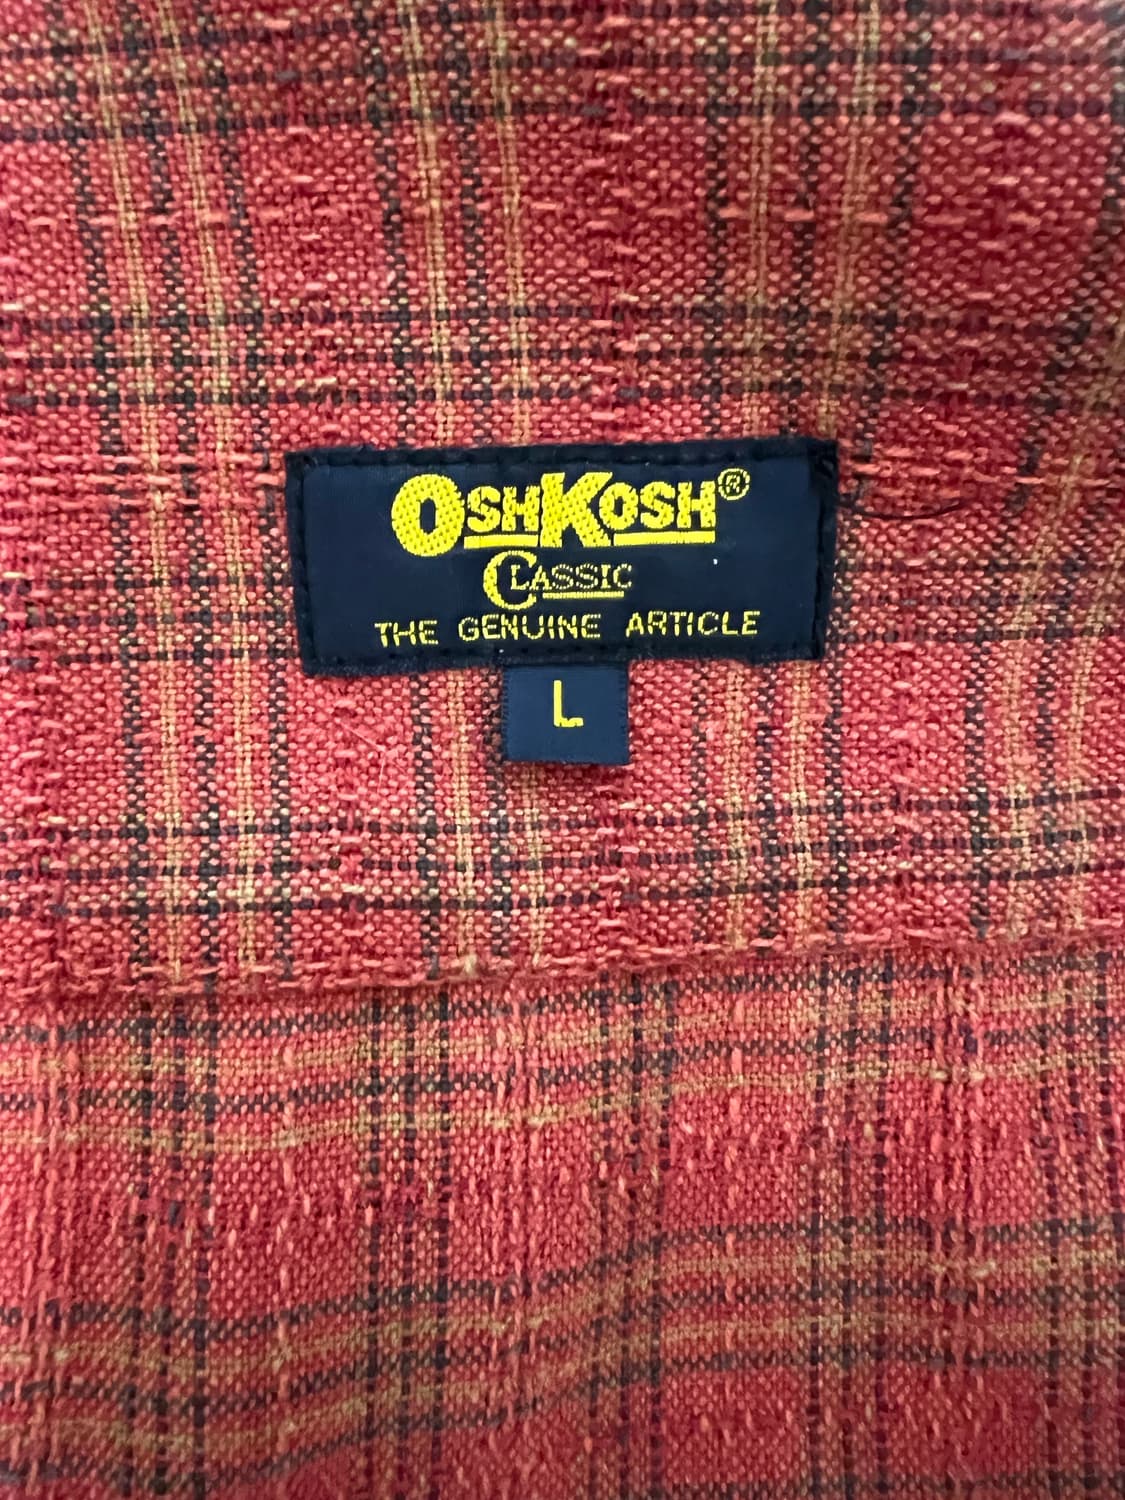 OSHKOSH®
CLASSIC
THE GENUINE ARTICLE
L